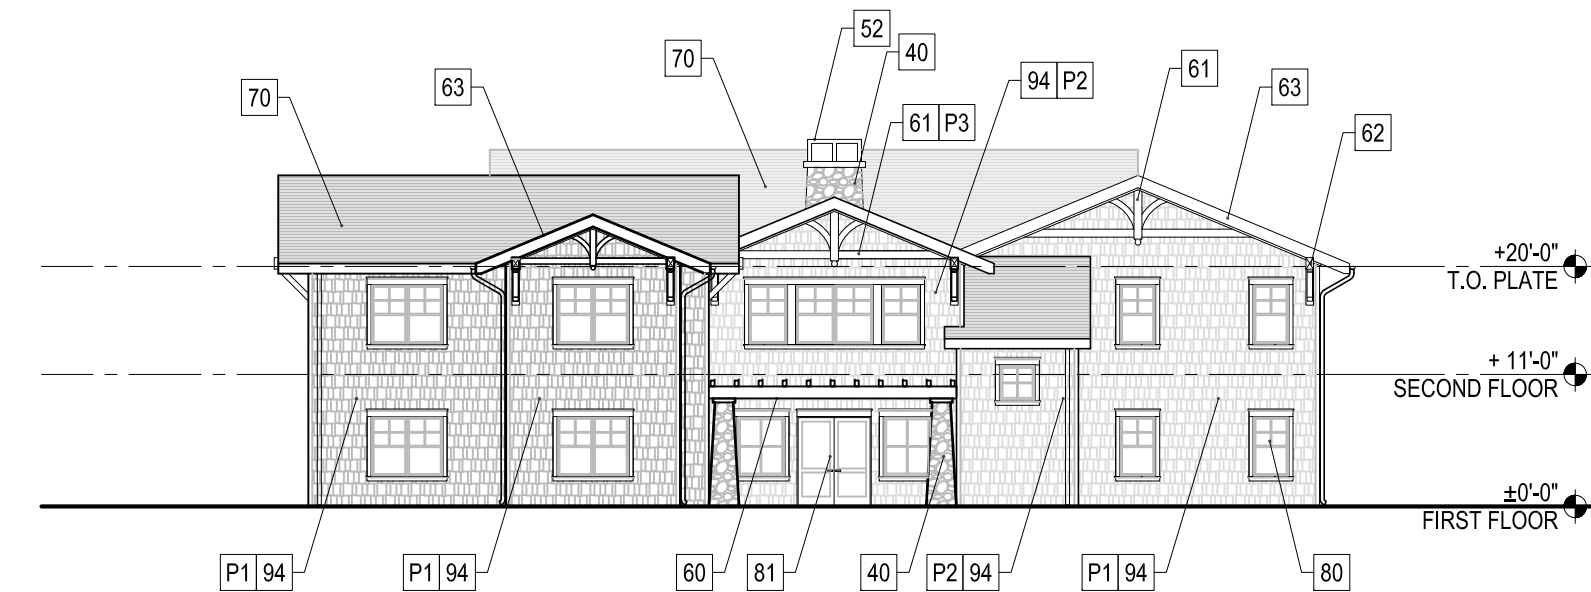 52
70
40
61
63
94 P2
63
70
61 P3
62
+20'-0"
T.O. PLATE
+ 11'-0"
SECOND FLOOR
±0'-0"
FIRST FLOOR
P1 94
P1 94
60
81
40
P2 94
P1 94
80